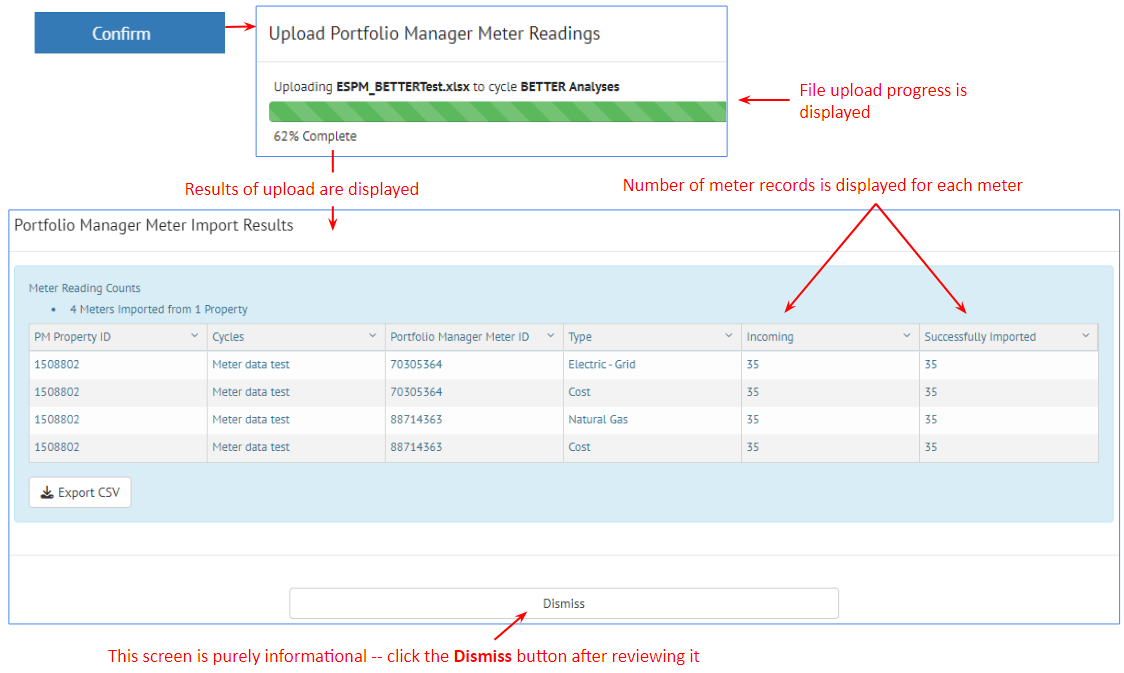 Confirm
Upload Portfolio Manager Meter Readings
Uploading ESPM_BETTERTest.xlsx to cycle BETTER Analyses
62% Complete
File upload progress is
displayed
Results of upload are displayed
Number of meter records is displayed for each meter
Portfolio Manager Meter Import Results
Meter Reading Counts
• 4 Meters Imported from 1 Property
PM Property ID Cycles Portfolio Manager Meter ID Type Incoming Successfully Imported
1508802 Meter data test 70305364 Electric - Grid 35 35
1508802 Meter data test 70305364 Cost 35 35
1508802 Meter data test 88714363 Natural Gas 35 35
1508802 Meter data test 88714363 Cost 35 35
Export CSV
Dismiss
This screen is purely informational -- click the Dismiss button after reviewing it